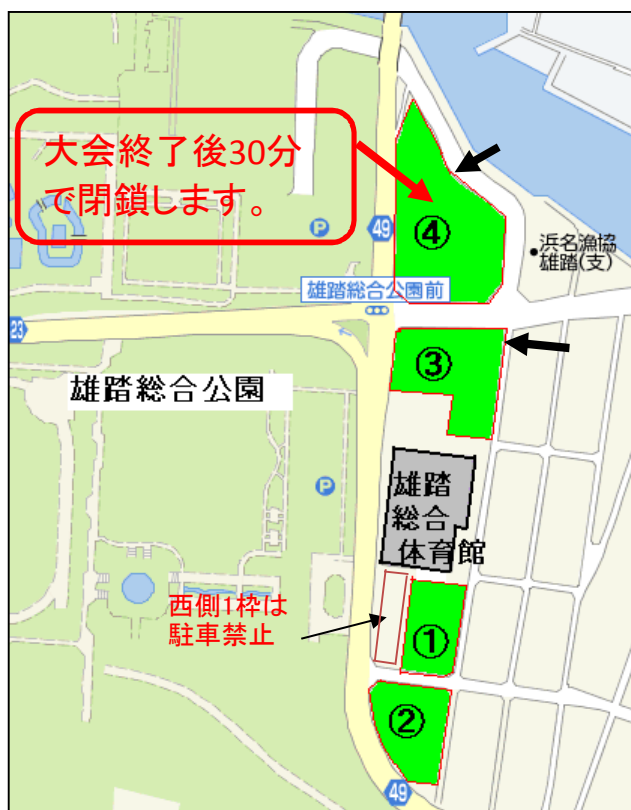 大会終了後30分
で閉鎖します。
P
49
④
浜名漁協
雄踏(支)
雄踏総合公園前
23
③
雄踏総合公園
P
雄踏
総合
体育館
西側1枠は
駐車禁止
①
②
49